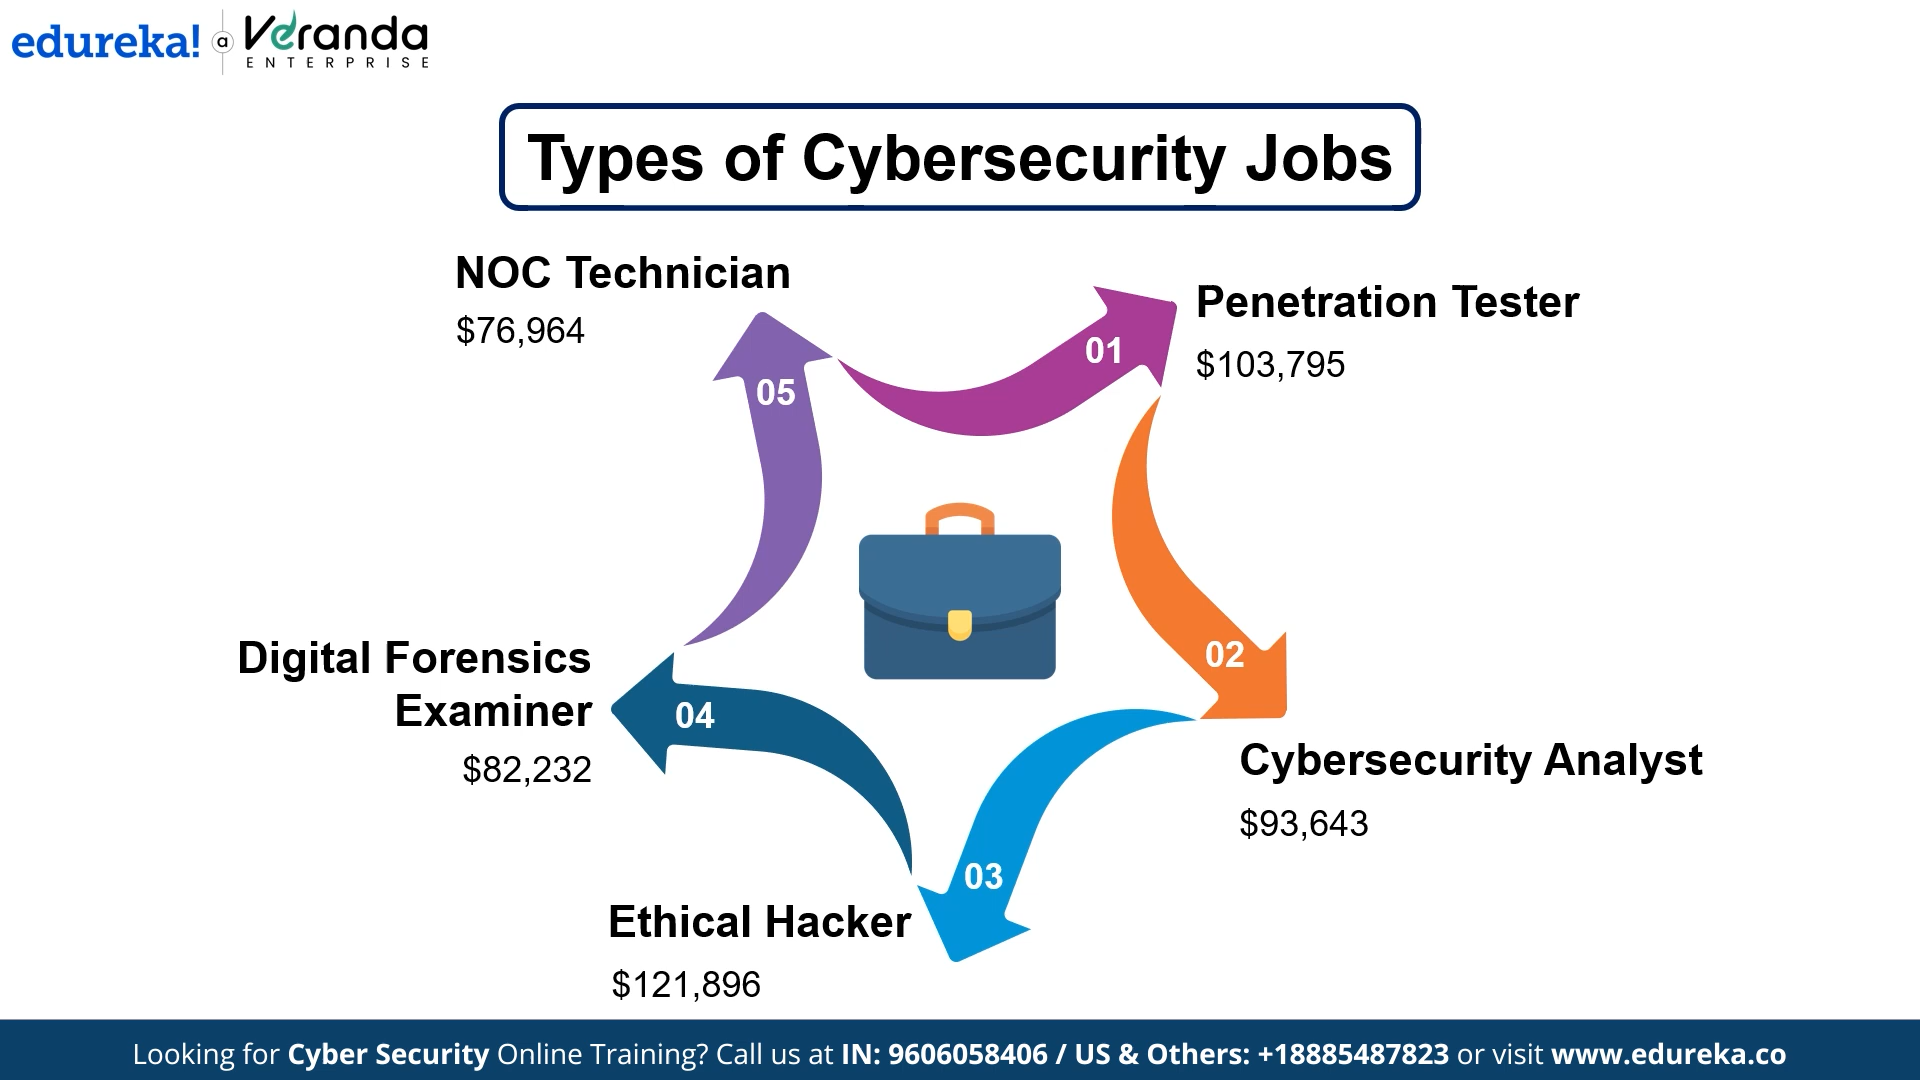 edureka! a Veranda
ENTERPRISE
Types of Cybersecurity Jobs
NOC Technician
$76,964
01
Penetration Tester
$103,795
05
02
Digital Forensics
Examiner
$82,232
04
Cybersecurity Analyst
$93,643
03
Ethical Hacker
$121,896
Looking for Cyber Security Online Training? Call us at IN: 9606058406 / US & Others: +18885487823 or visit www.edureka.co